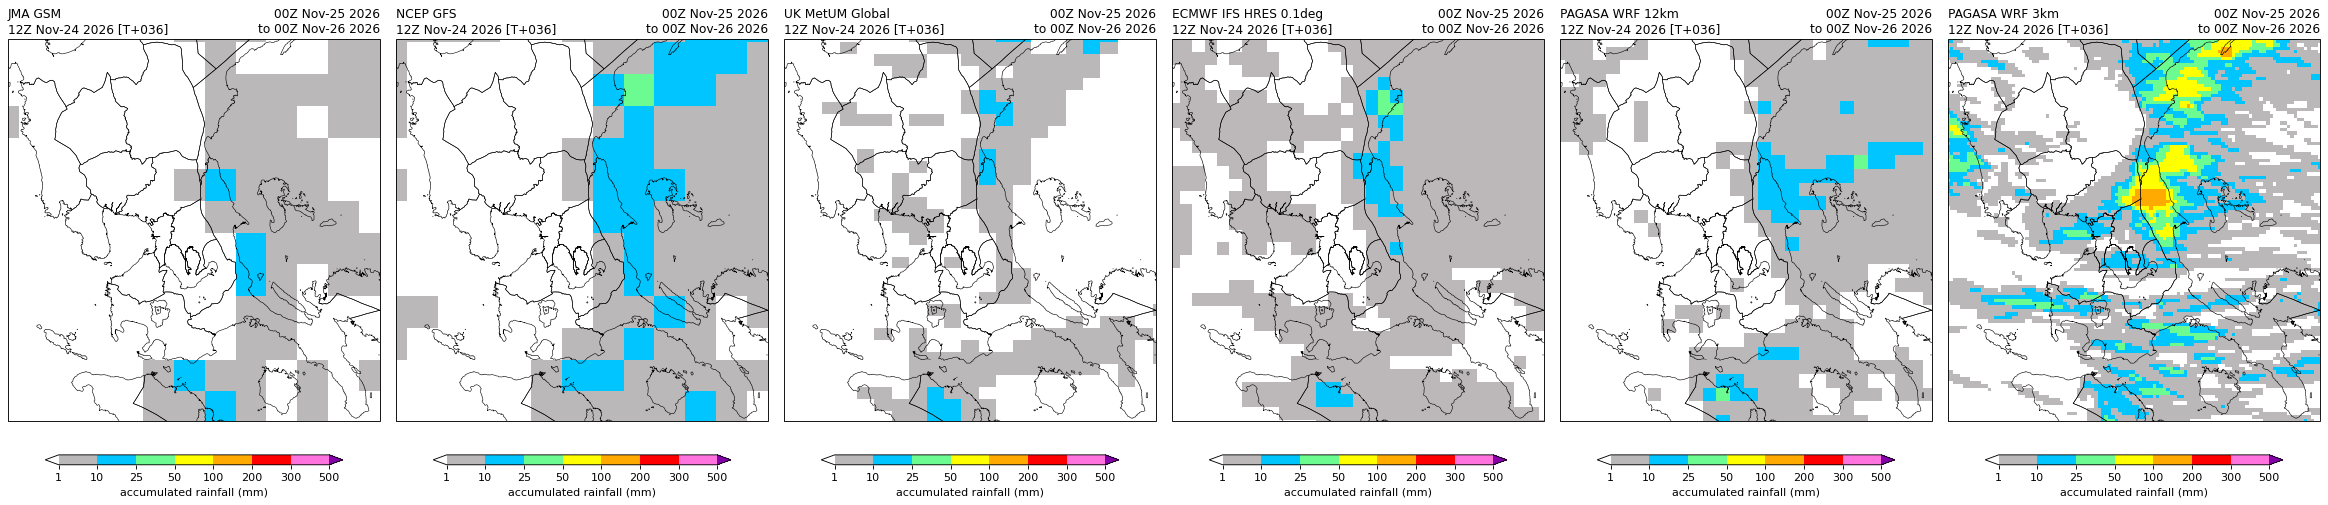 JMA GSM 00Z Nov-25 2026
12Z Nov-24 2026 [T+036] to 00Z Nov-26 2026
1 10 25 50 100 200 300 500
accumulated rainfall (mm)
NCEP GFS 00Z Nov-25 2026
12Z Nov-24 2026 [T+036] to 00Z Nov-26 2026
1 10 25 50 100 200 300 500
accumulated rainfall (mm)
UK MetUM Global 00Z Nov-25 2026
12Z Nov-24 2026 [T+036] to 00Z Nov-26 2026
1 10 25 50 100 200 300 500
accumulated rainfall (mm)
ECMWF IFS HRES 0.1deg 00Z Nov-25 2026
12Z Nov-24 2026 [T+036] to 00Z Nov-26 2026
1 10 25 50 100 200 300 500
accumulated rainfall (mm)
PAGASA WRF 12km 00Z Nov-25 2026
12Z Nov-24 2026 [T+036] to 00Z Nov-26 2026
1 10 25 50 100 200 300 500
accumulated rainfall (mm)
PAGASA WRF 3km 00Z Nov-25 2026
12Z Nov-24 2026 [T+036] to 00Z Nov-26 2026
1 10 25 50 100 200 300 500
accumulated rainfall (mm)